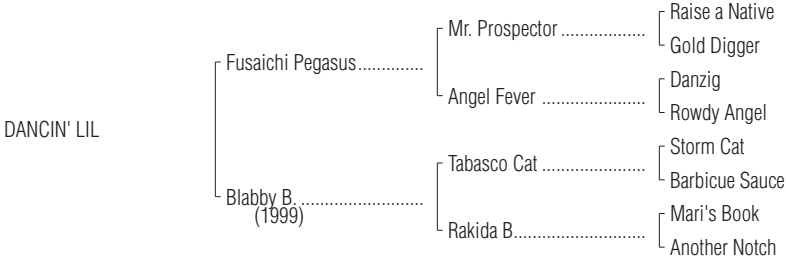 Raise a Native
Mr. Prospector ..................
Gold Digger
Fusaichi Pegasus..............
Danzig
Angel Fever ......................
Rowdy Angel
DANCIN' LIL
Storm Cat
Tabasco Cat ......................
Barbicue Sauce
Blabby B. ..........................
(1999)
Mari's Book
Rakida B............................
Another Notch